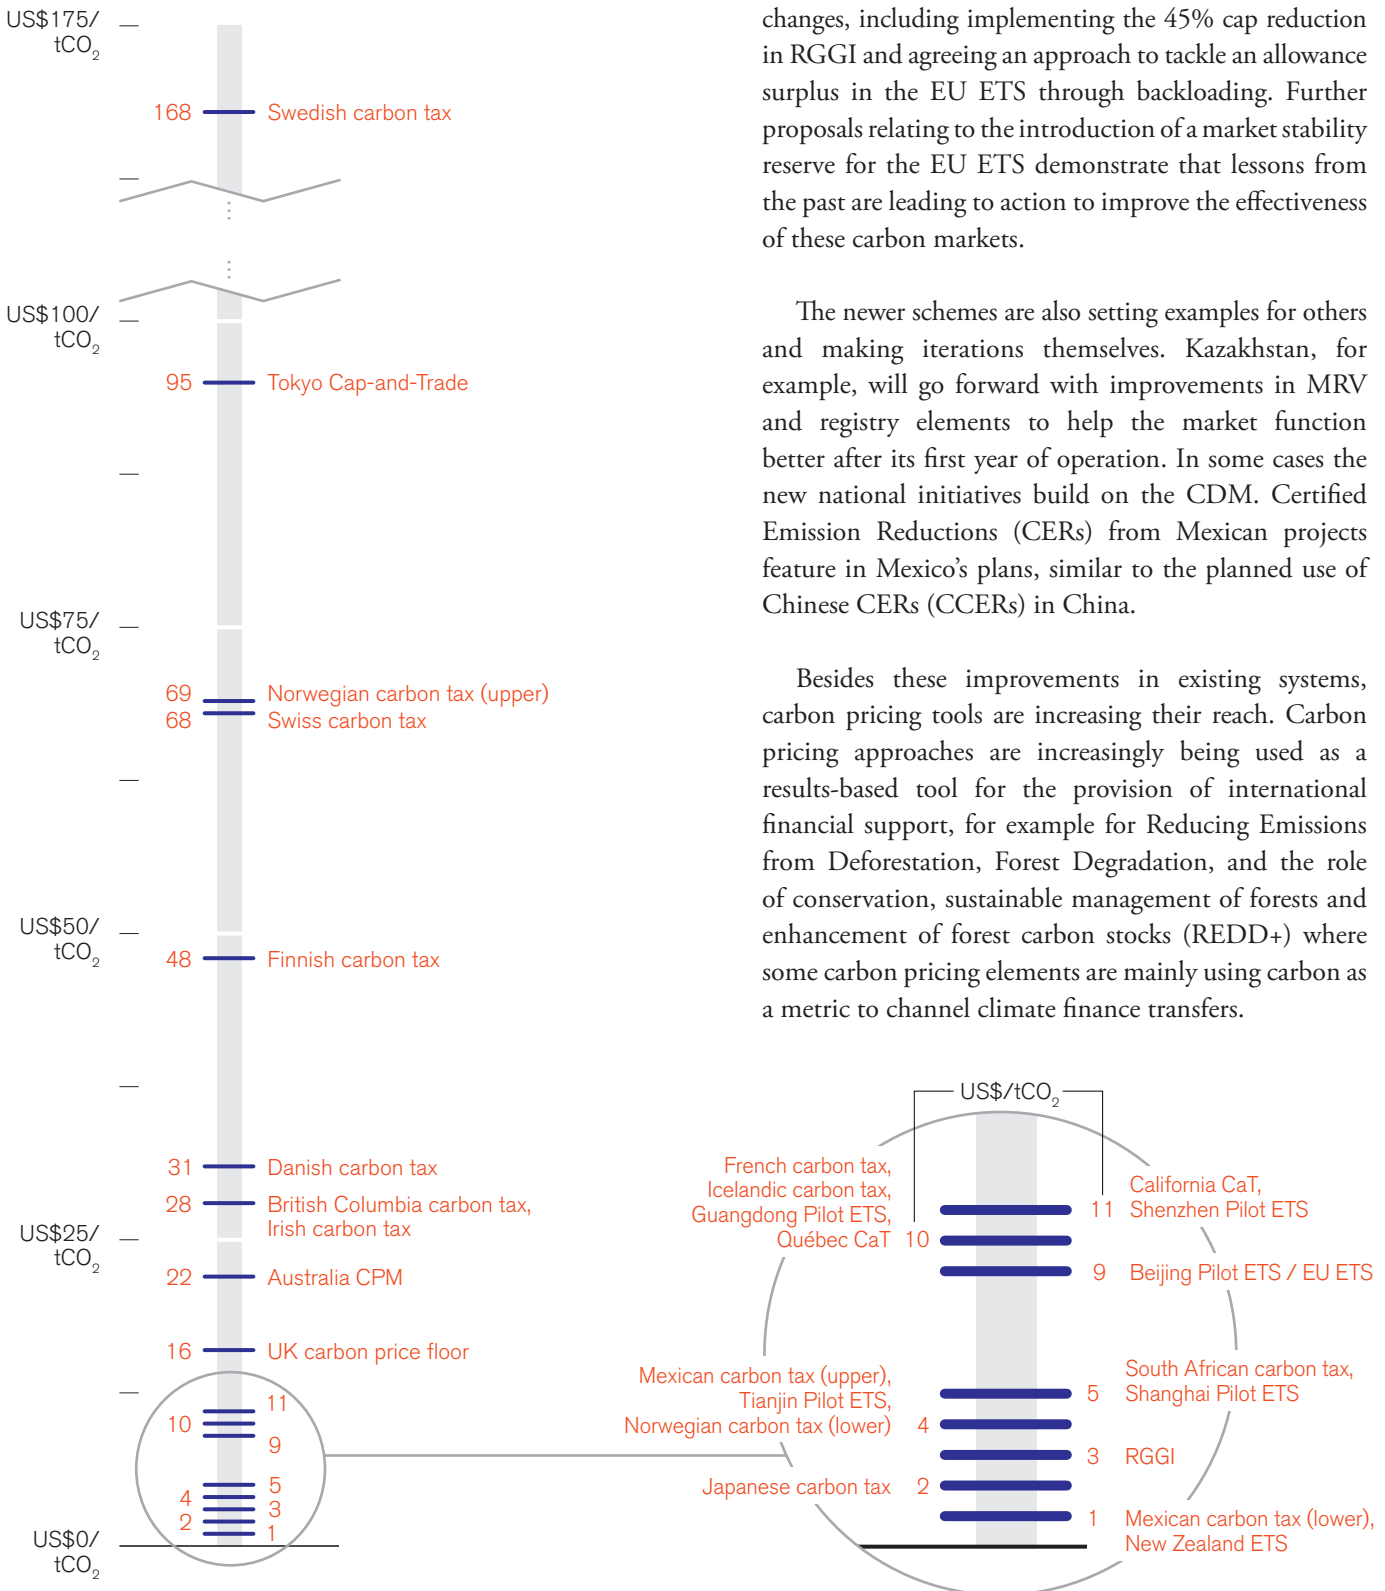 US$175/
tCO₂
168 Swedish carbon tax
US$100/
tCO₂
95 Tokyo Cap-and-Trade
US$75/
tCO₂
69 Norwegian carbon tax (upper)
68 Swiss carbon tax
US$50/
tCO₂
48 Finnish carbon tax
31 Danish carbon tax
28 British Columbia carbon tax,
Irish carbon tax
US$25/
tCO₂
22 Australia CPM
16 UK carbon price floor
11
10
9
5
4
3
2
1
US$0/
tCO₂
changes, including implementing the 45% cap reduction
in RGGI and agreeing an approach to tackle an allowance
surplus in the EU ETS through backloading. Further
proposals relating to the introduction of a market stability
reserve for the EU ETS demonstrate that lessons from
the past are leading to action to improve the effectiveness
of these carbon markets.
The newer schemes are also setting examples for others
and making iterations themselves. Kazakhstan, for
example, will go forward with improvements in MRV
and registry elements to help the market function
better after its first year of operation. In some cases the
new national initiatives build on the CDM. Certified
Emission Reductions (CERs) from Mexican projects
feature in Mexico's plans, similar to the planned use of
Chinese CERs (CCERs) in China.
Besides these improvements in existing systems,
carbon pricing tools are increasing their reach. Carbon
pricing approaches are increasingly being used as a
results-based tool for the provision of international
financial support, for example for Reducing Emissions
from Deforestation, Forest Degradation, and the role
of conservation, sustainable management of forests and
enhancement of forest carbon stocks (REDD+) where
some carbon pricing elements are mainly using carbon as
a metric to channel climate finance transfers.
US$/tCO₂
French carbon tax,
Icelandic carbon tax,
Guangdong Pilot ETS,
Québec CaT 10
California CaT,
11 Shenzhen Pilot ETS
9 Beijing Pilot ETS / EU ETS
Mexican carbon tax (upper),
Tianjin Pilot ETS,
Norwegian carbon tax (lower) 4
South African carbon tax,
5 Shanghai Pilot ETS
3 RGGI
Japanese carbon tax 2
1 Mexican carbon tax (lower),
New Zealand ETS